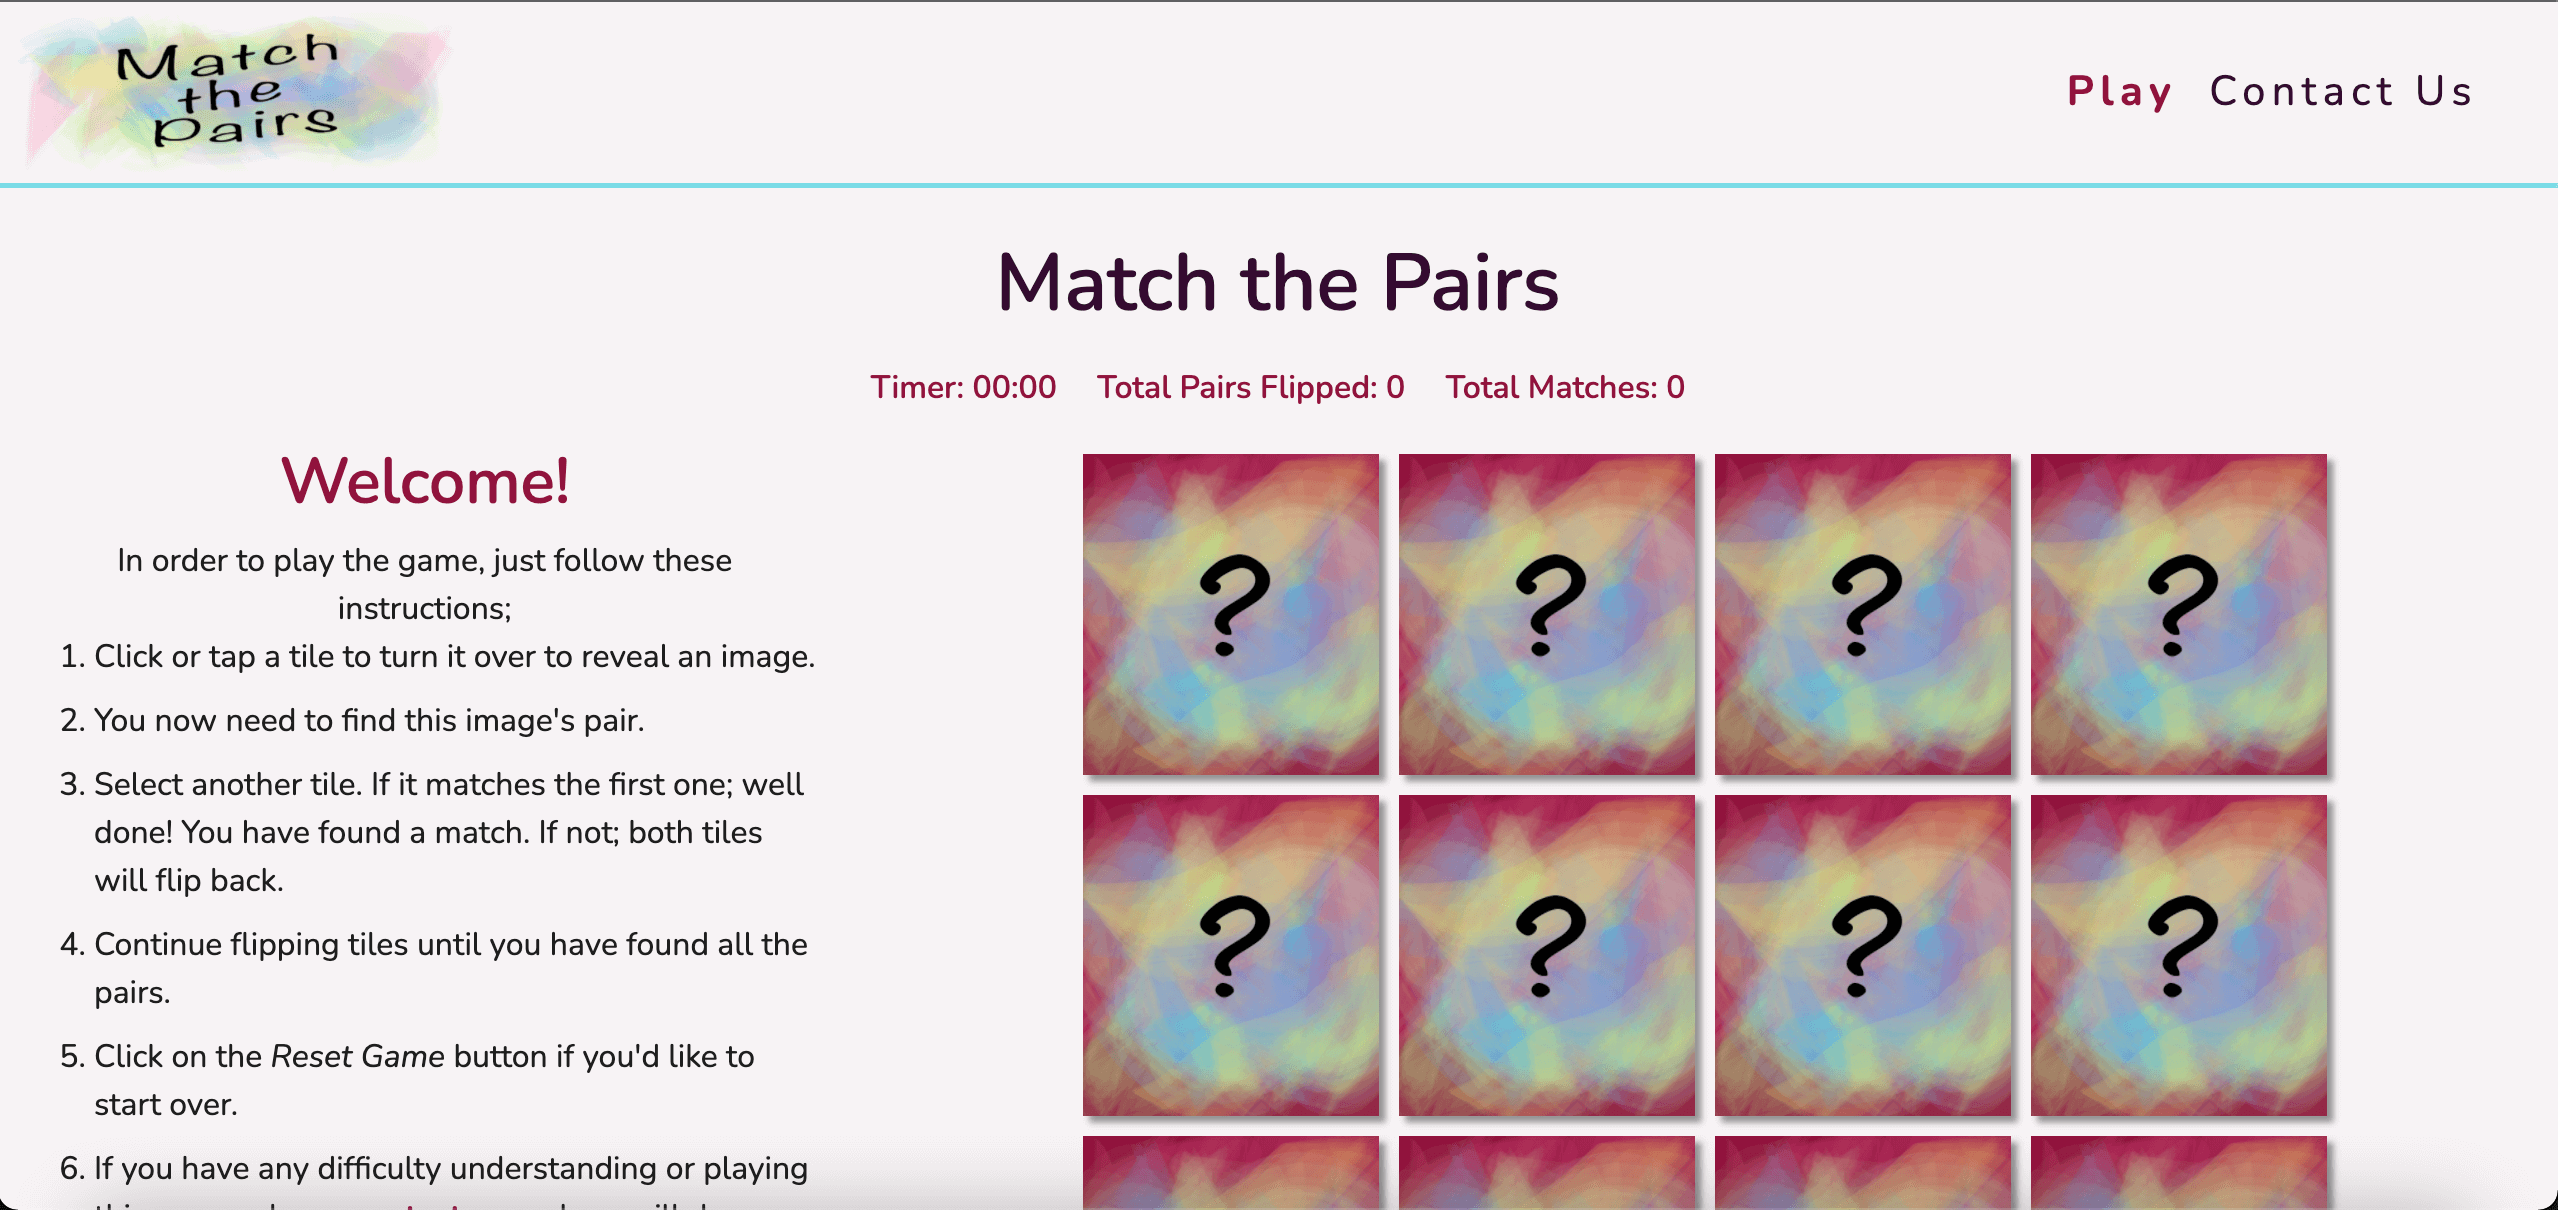 Match
the
Pairs
Play Contact Us
Match the Pairs
Timer: 00:00 Total Pairs Flipped: 0 Total Matches: 0
Welcome!
In order to play the game, just follow these
instructions;
1. Click or tap a tile to turn it over to reveal an image.
2. You now need to find this image's pair.
3. Select another tile. If it matches the first one; well
done! You have found a match. If not; both tiles
will flip back.
4. Continue flipping tiles until you have found all the
pairs.
5. Click on the Reset Game button if you'd like to
start over.
6. If you have any difficulty understanding or playing
? ? ? ?
? ? ? ?